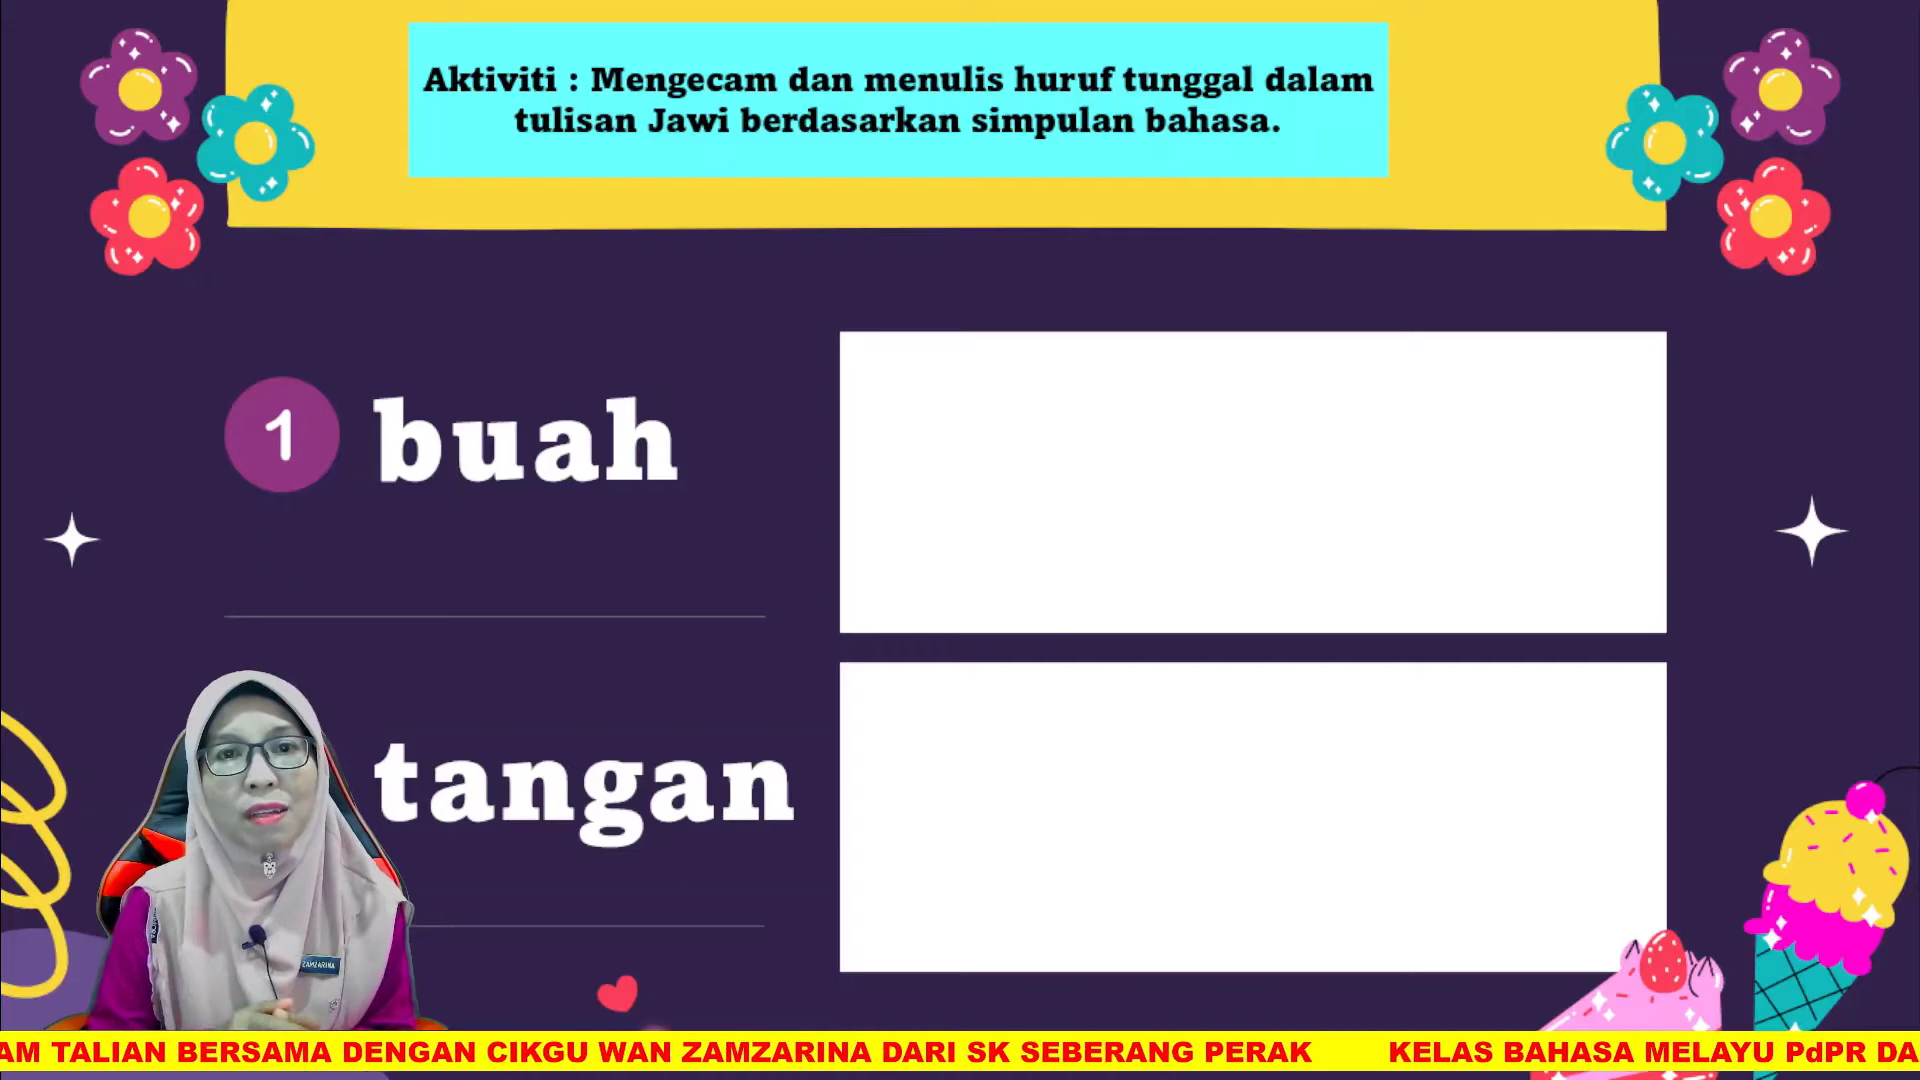 Aktiviti : Mengecam dan menulis huruf tunggal dalam
tulisan Jawi berdasarkan simpulan bahasa.
1 buah
tangan
ZAMZARINA
AM TALIAN BERSAMA DENGAN CIKGU WAN ZAMZARINA DARI SK SEBERANG PERAK KELAS BAHASA MELAYU PdPR DA